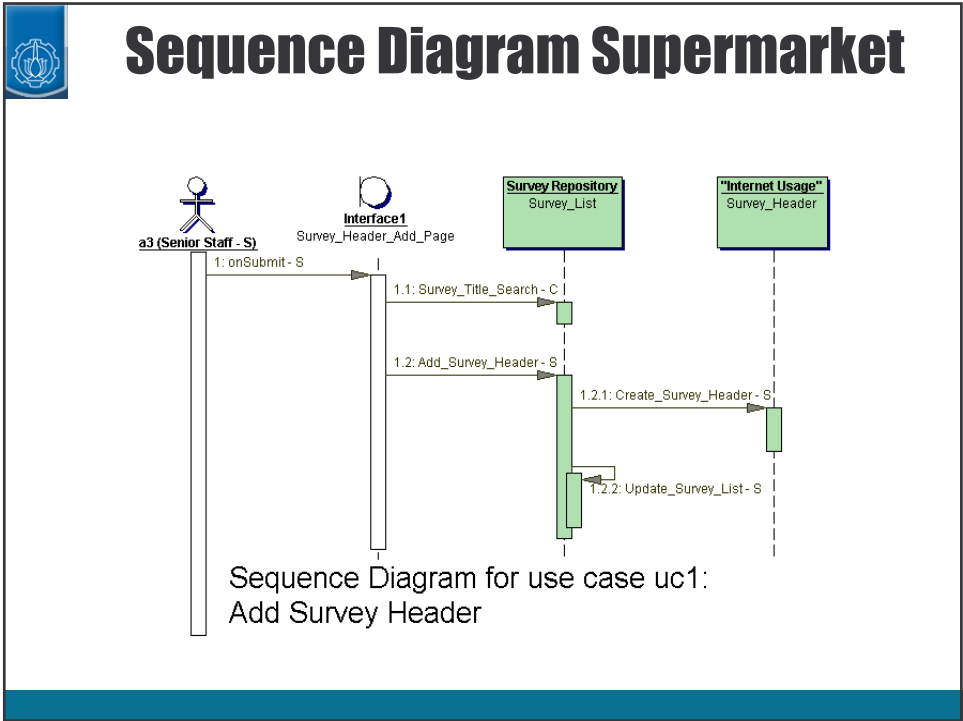 Sequence Diagram Supermarket
Survey Repository
Survey_List
"Internet Usage"
Survey_Header
Interface1
Survey_Header_Add_Page
a3 (Senior Staff - S)
1: onSubmit - S
1.1: Survey_Title_Search - C
1.2: Add_Survey_Header - S
1.2.1: Create_Survey_Header - S
1.2.2: Update_Survey_List - S
Sequence Diagram for use case uc1:
Add Survey Header